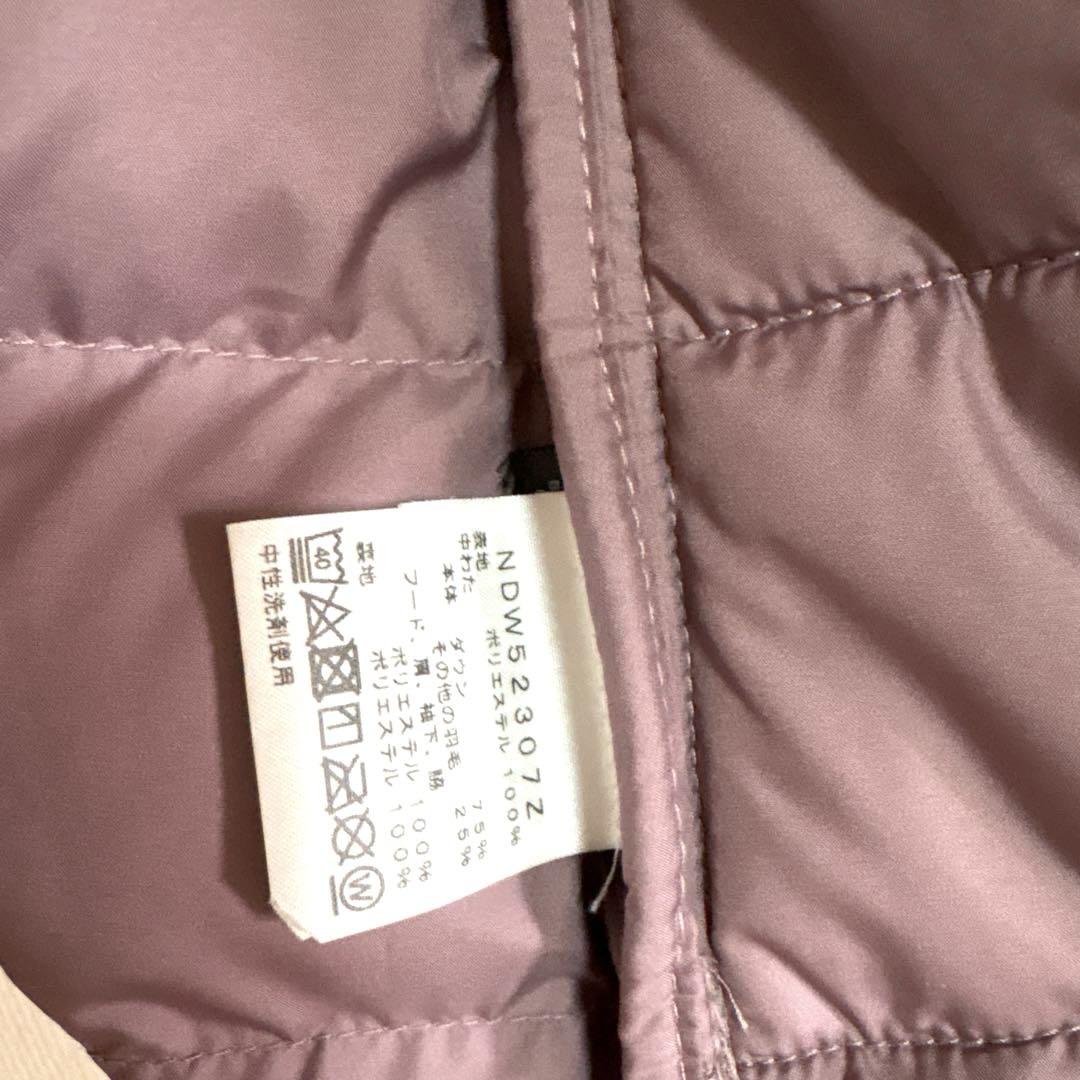 NDW52307Z
表地 ポリエステル 100%
中わた
本体 ダウン 75%
その他の羽毛 25%
フード、肩、袖下、脇
ポリエステル 100%
裏地 ポリエステル 100%
40
W
中性洗剤使用